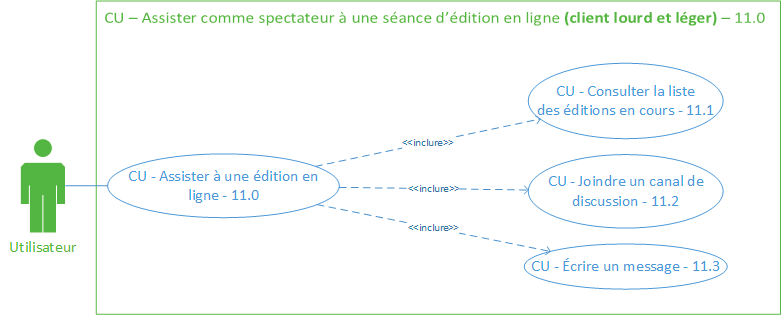 CU – Assister comme spectateur à une séance d'édition en ligne (client lourd et léger) – 11.0
CU - Consulter la liste
des éditions en cours - 11.1
<<inclure>>
CU - Assister à une édition en
ligne - 11.0
<<inclure>>
CU - Joindre un canal de
discussion - 11.2
<<inclure>>
Utilisateur
CU - Écrire un message - 11.3